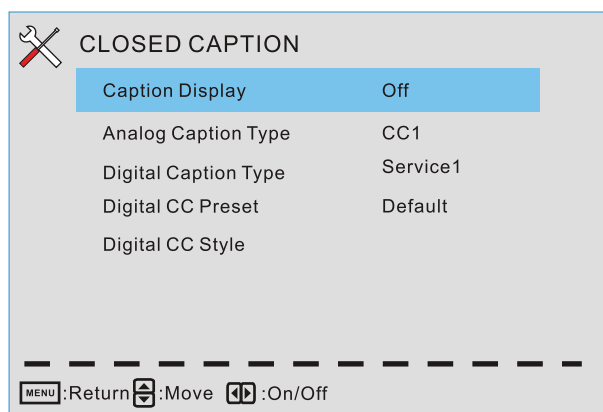 CLOSED CAPTION
Caption Display Off
Analog Caption Type CC1
Digital Caption Type Service1
Digital CC Preset Default
Digital CC Style
MENU :Return :Move :On/Off